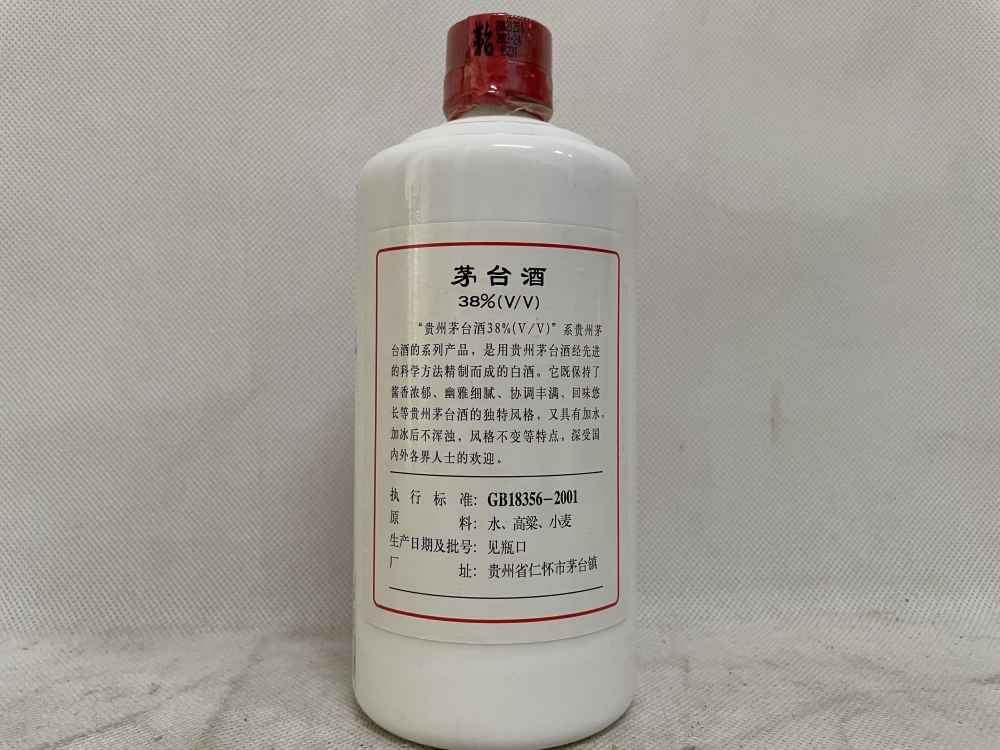 茅台
茅台酒
38%(V/V)
“贵州茅台酒38%(V/V)”系贵州茅
台酒的系列产品，是用贵州茅台酒经先进
的科学方法精制而成的白酒。它既保持了
酱香浓郁、幽雅细腻、协调丰满、回味悠
长等贵州茅台酒的独特风格，又具有加水，
加冰后不浑浊，风格不变等特点，深受国
内外各界人士的欢迎。
执行标准：GB18356-2001
原料：水、高粱、小麦
生产日期及批号：见瓶口
厂址：贵州省仁怀市茅台镇